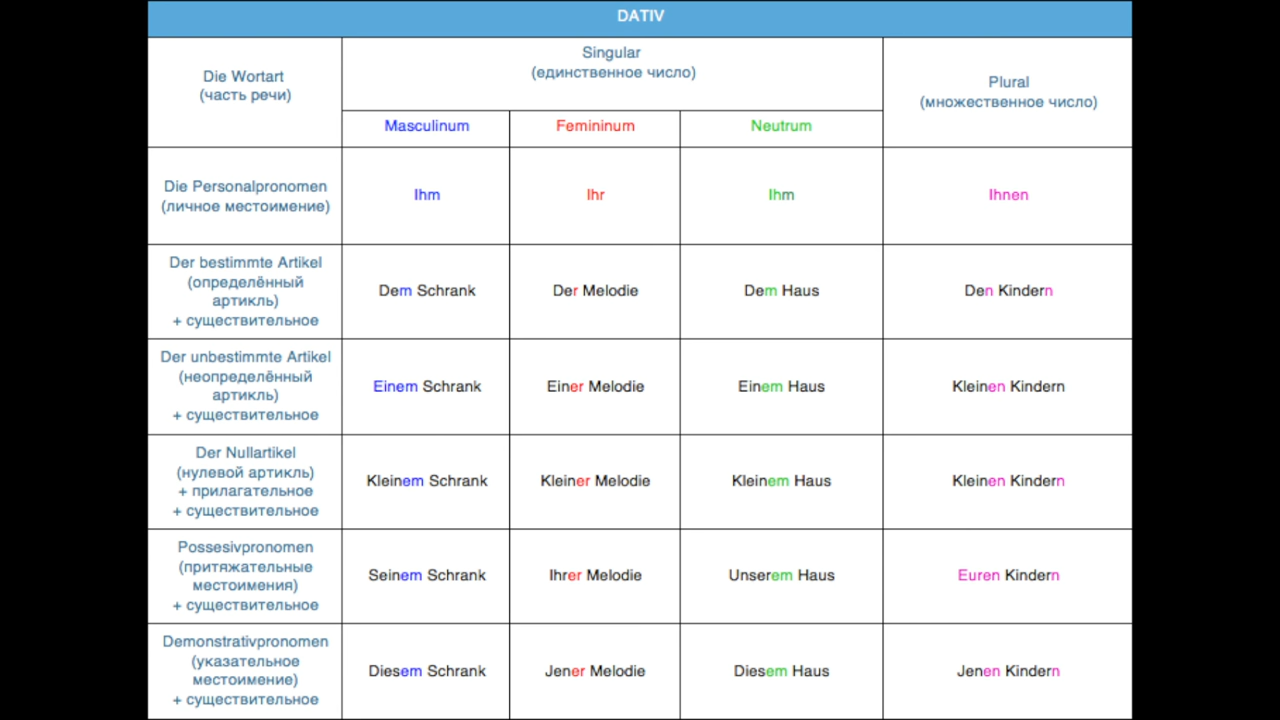 DATIV
Die Wortart
(часть речи)
Singular
(единственное число)
Plural
(множественное число)
Masculinum
Femininum
Neutrum
Die Personalpronomen
(личное местоимение)
Ihm
Ihr
Ihm
Ihnen
Der bestimmte Artikel
(определённый
артикль)
+ существительное
Dem Schrank
Der Melodie
Dem Haus
Den Kindern
Der unbestimmte Artikel
(неопределённый
артикль)
+ существительное
Einem Schrank
Einer Melodie
Einem Haus
Kleinen Kindern
Der Nullartikel
(нулевой артикль)
+ прилагательное
+ существительное
Kleinem Schrank
Kleiner Melodie
Kleinem Haus
Kleinen Kindern
Possesivpronomen
(притяжательные
местоимения)
+ существительное
Seinem Schrank
Ihrer Melodie
Unserem Haus
Euren Kindern
Demonstrativpronomen
(указательное
местоимение)
+ существительное
Diesem Schrank
Jener Melodie
Diesem Haus
Jenen Kindern